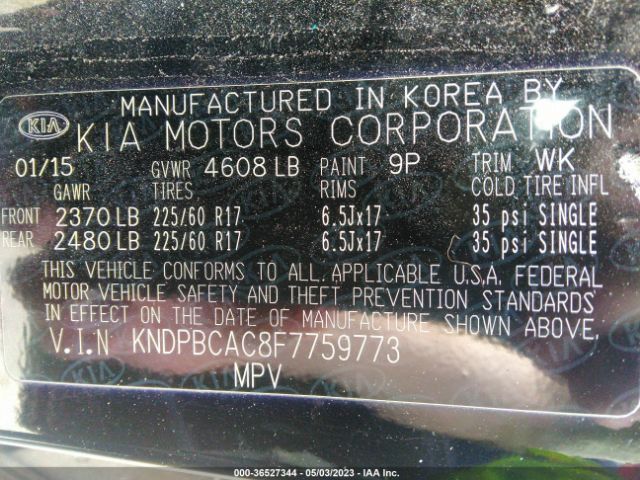 MANUFACTURED IN KOREA BY
KIA KIA MOTORS CORPORATION
01/15 GVWR 4608 LB PAINT 9P TRIM WK
GAWR TIRES RIMS COLD TIRE INFL
FRONT 2370 LB 225/60 R17 6.5Jx17 35 psi SINGLE
REAR 2480 LB 225/60 R17 6.5Jx17 35 psi SINGLE
THIS VEHICLE CONFORMS TO ALL APPLICABLE U.S.A. FEDERAL
MOTOR VEHICLE SAFETY AND THEFT PREVENTION STANDARDS
IN EFFECT ON THE DATE OF MANUFACTURE SHOWN ABOVE.
V.I.N KNDPBCAC8F7759773
MPV
000-36527344 - 05/03/2023 - IAA Inc.